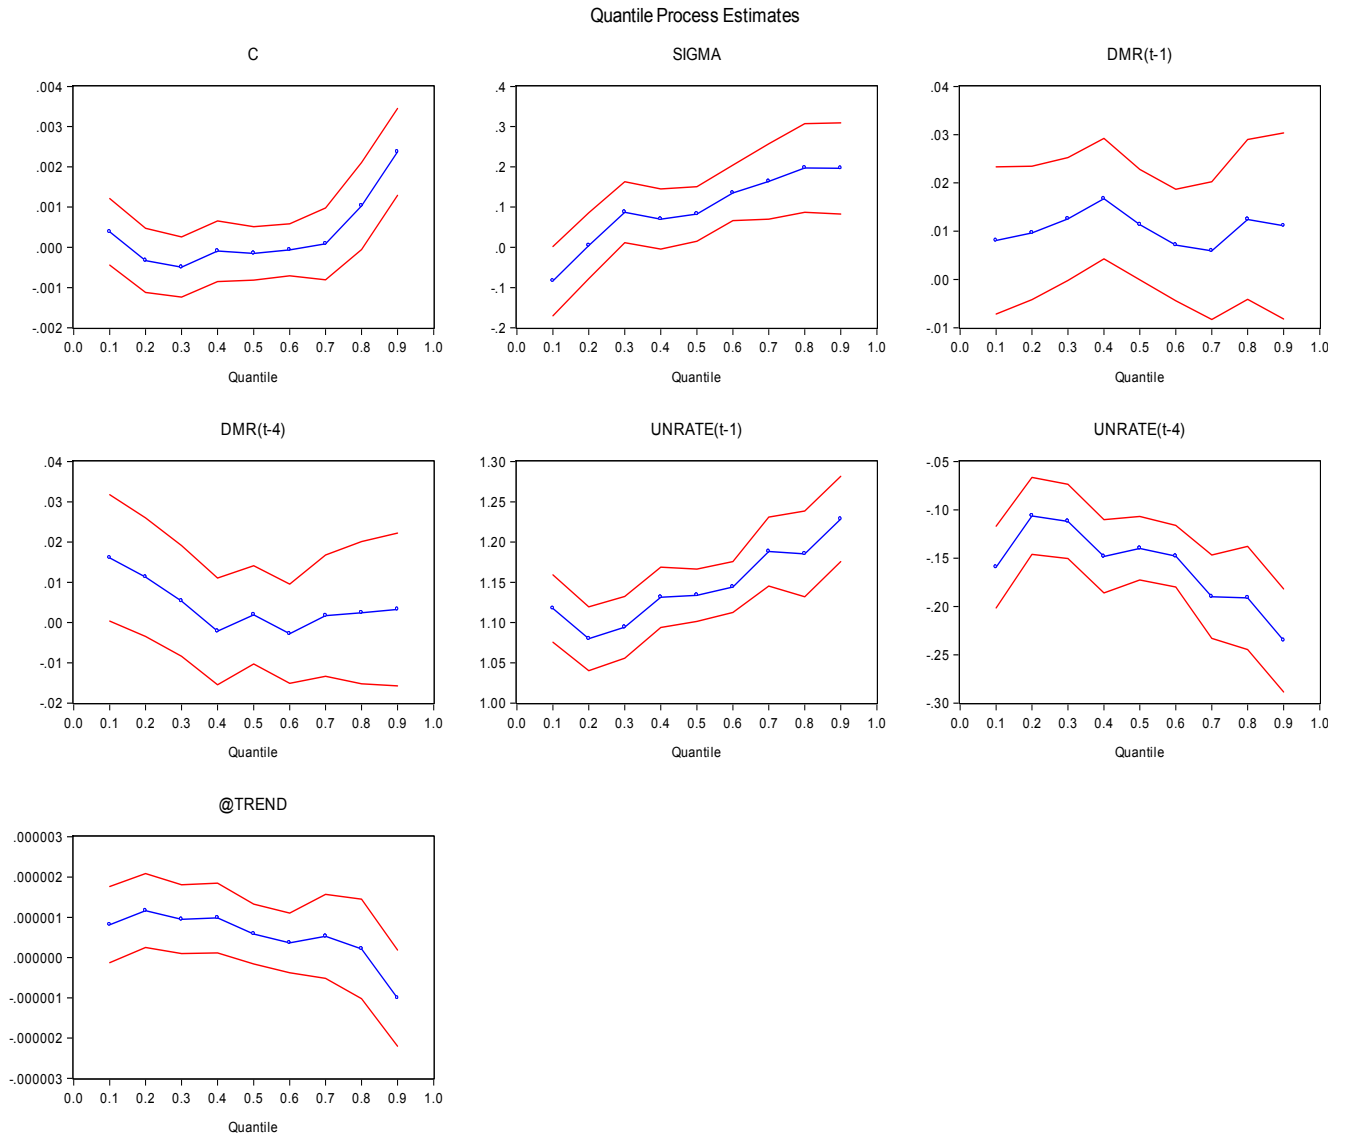 Quantile Process Estimates
C
.004
.003
.002
.001
.000
-.001
-.002
0.0 0.1 0.2 0.3 0.4 0.5 0.6 0.7 0.8 0.9 1.0
Quantile
SIGMA
.4
.3
.2
.1
.0
-.1
-.2
0.0 0.1 0.2 0.3 0.4 0.5 0.6 0.7 0.8 0.9 1.0
Quantile
DMR(t-1)
.04
.03
.02
.01
.00
-.01
0.0 0.1 0.2 0.3 0.4 0.5 0.6 0.7 0.8 0.9 1.0
Quantile
DMR(t-4)
.04
.03
.02
.01
.00
-.01
-.02
0.0 0.1 0.2 0.3 0.4 0.5 0.6 0.7 0.8 0.9 1.0
Quantile
UNRATE(t-1)
1.30
1.25
1.20
1.15
1.10
1.05
1.00
0.0 0.1 0.2 0.3 0.4 0.5 0.6 0.7 0.8 0.9 1.0
Quantile
UNRATE(t-4)
-.05
-.10
-.15
-.20
-.25
-.30
0.0 0.1 0.2 0.3 0.4 0.5 0.6 0.7 0.8 0.9 1.0
Quantile
@TREND
.000003
.000002
.000001
.000000
-.000001
-.000002
-.000003
0.0 0.1 0.2 0.3 0.4 0.5 0.6 0.7 0.8 0.9 1.0
Quantile